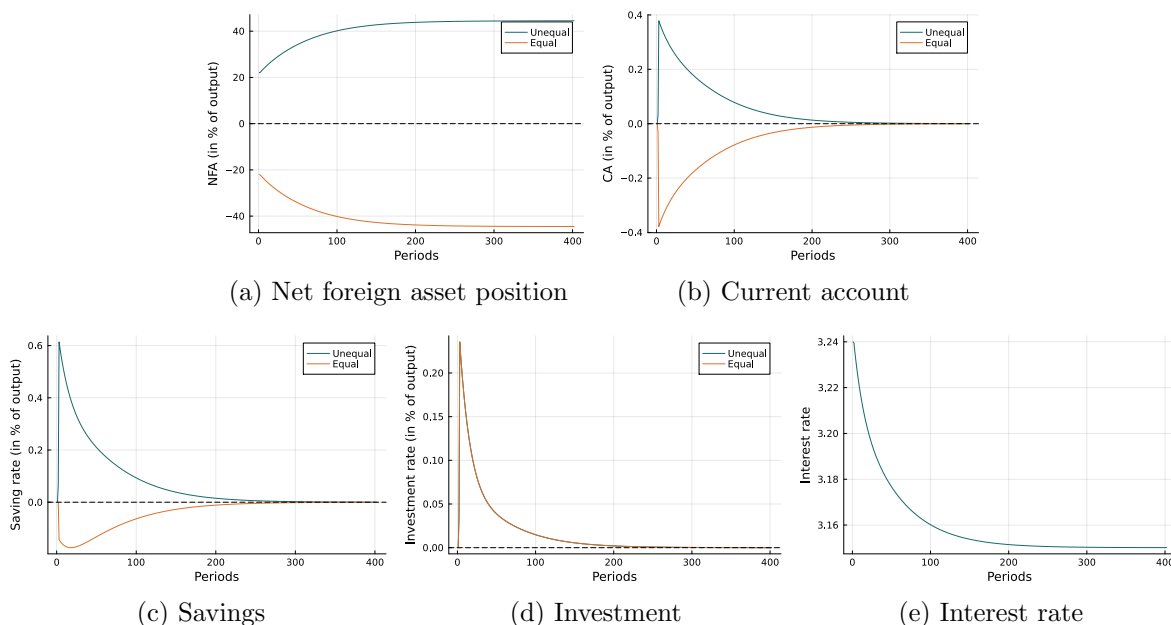 NFA (in % of output)
40
20
0
−20
−40
0
100
200
300
400
Periods
Unequal
Equal
(a) Net foreign asset position
CA (in % of output)
0.4
0.2
0.0
−0.2
−0.4
0
100
200
300
400
Periods
Unequal
Equal
(b) Current account
Saving rate (in % of output)
0.6
0.4
0.2
0.0
0
100
200
300
400
Periods
Unequal
Equal
(c) Savings
Investment rate (in % of output)
0.20
0.15
0.10
0.05
0.00
0
100
200
300
400
Periods
Unequal
Equal
(d) Investment
Interest rate
3.24
3.22
3.20
3.18
3.16
0
100
200
300
400
Periods
(e) Interest rate